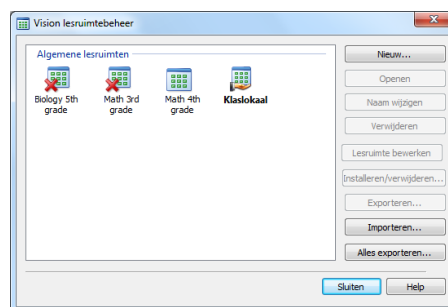 Vision lesruimtebeheer
Algemene lesruimten
Biology 5th
grade
Math 3rd
grade
Math 4th
grade
Klaslokaal
Nieuw...
Openen
Naam wijzigen
Verwijderen
Lesruimte bewerken
Installeren/verwijderen...
Exporteren...
Importeren...
Alles exporteren...
Sluiten
Help